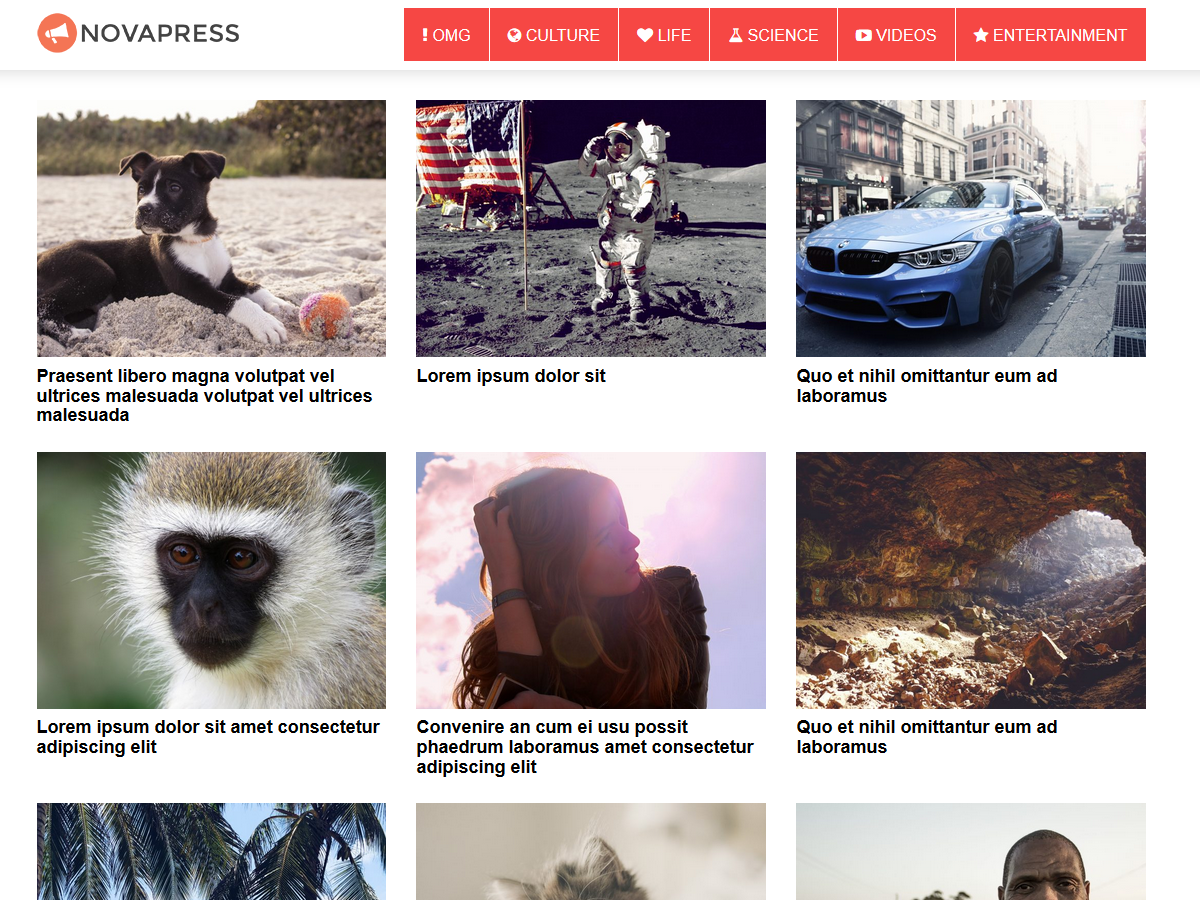 NOVAPRESS
OMG CULTURE LIFE SCIENCE VIDEOS ENTERTAINMENT
Praesent libero magna volutpat vel
ultrices malesuada volutpat vel ultrices
malesuada
Lorem ipsum dolor sit
Quo et nihil omittantur eum ad
laboramus
Lorem ipsum dolor sit amet consectetur
adipiscing elit
Convenire an cum ei usu possit
phaedrum laboramus amet consectetur
adipiscing elit
Quo et nihil omittantur eum ad
laboramus